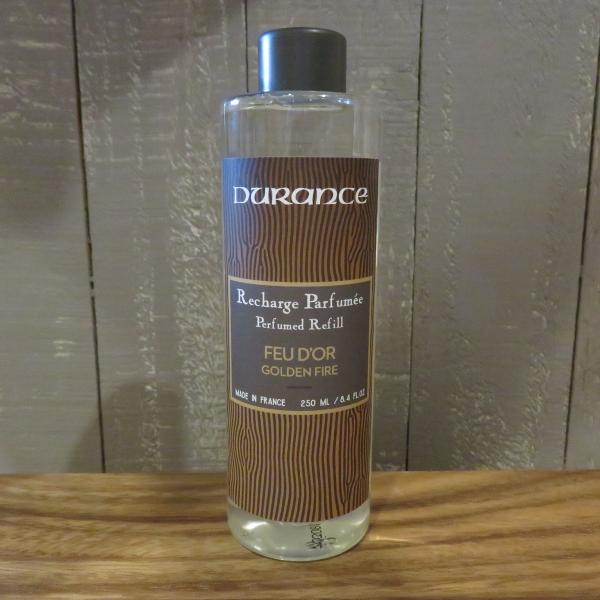 DURANCE
Recharge Parfumée
Perfumed Refill
FEU D'OR
GOLDEN FIRE
MADE IN FRANCE 250 ML / 8.4 FL.OZ